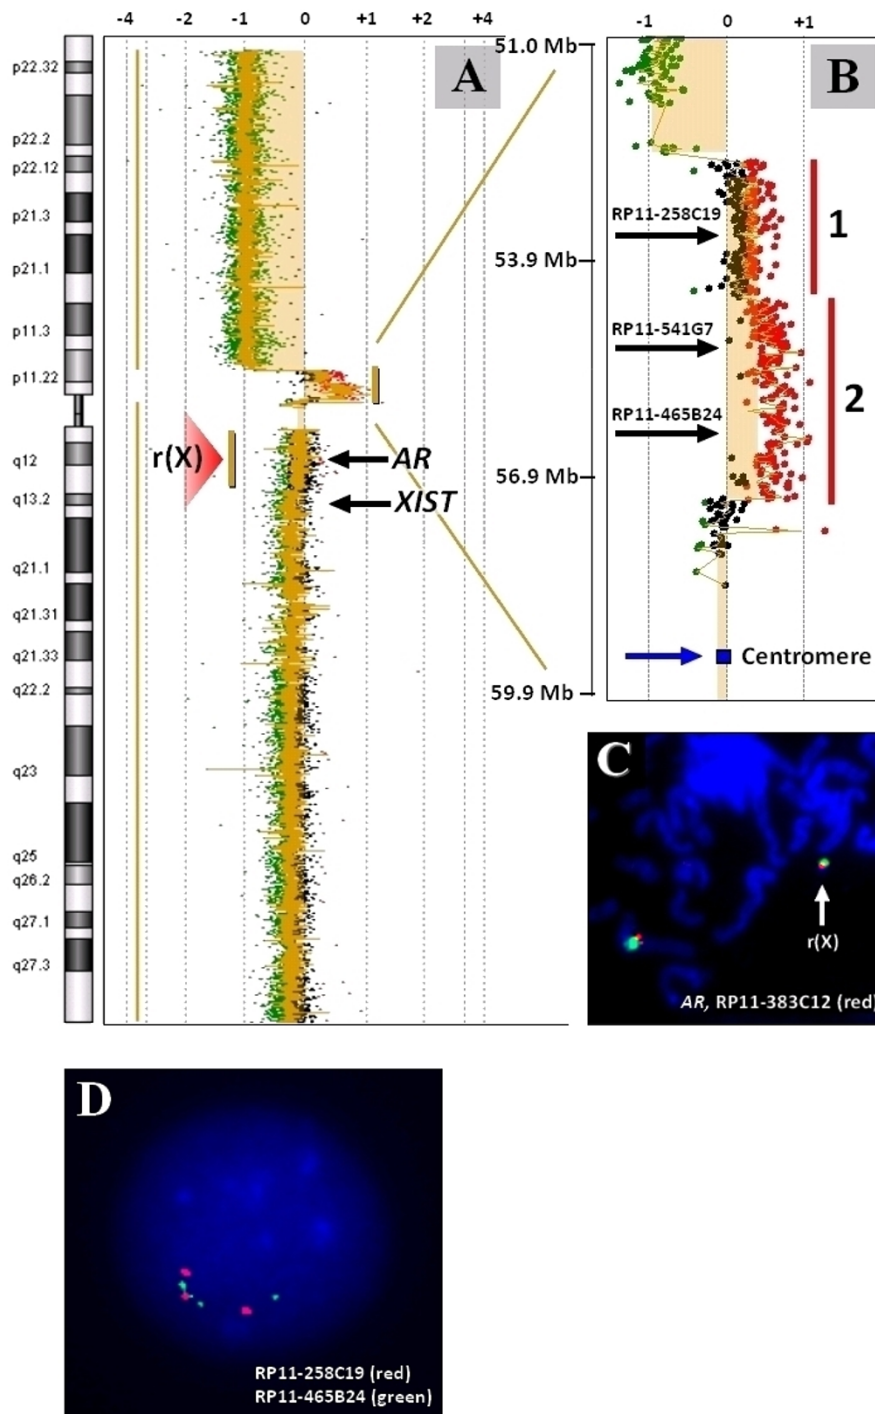 -4 -2 -1 0 +1 +2 +4
A
p22.32
p22.2
p22.12
p21.3
p21.1
p11.3
p11.22
q12
q13.2
q21.1
q21.31
q21.33
q22.2
q23
q25
q26.2
q27.1
q27.3
r(X)
AR
XIST
-1 0 +1
B
51.0 Mb
RP11-258C19
1
53.9 Mb
RP11-541G7
2
RP11-465B24
56.9 Mb
Centromere
59.9 Mb
C
r(X)
AR, RP11-383C12 (red)
D
RP11-258C19 (red)
RP11-465B24 (green)